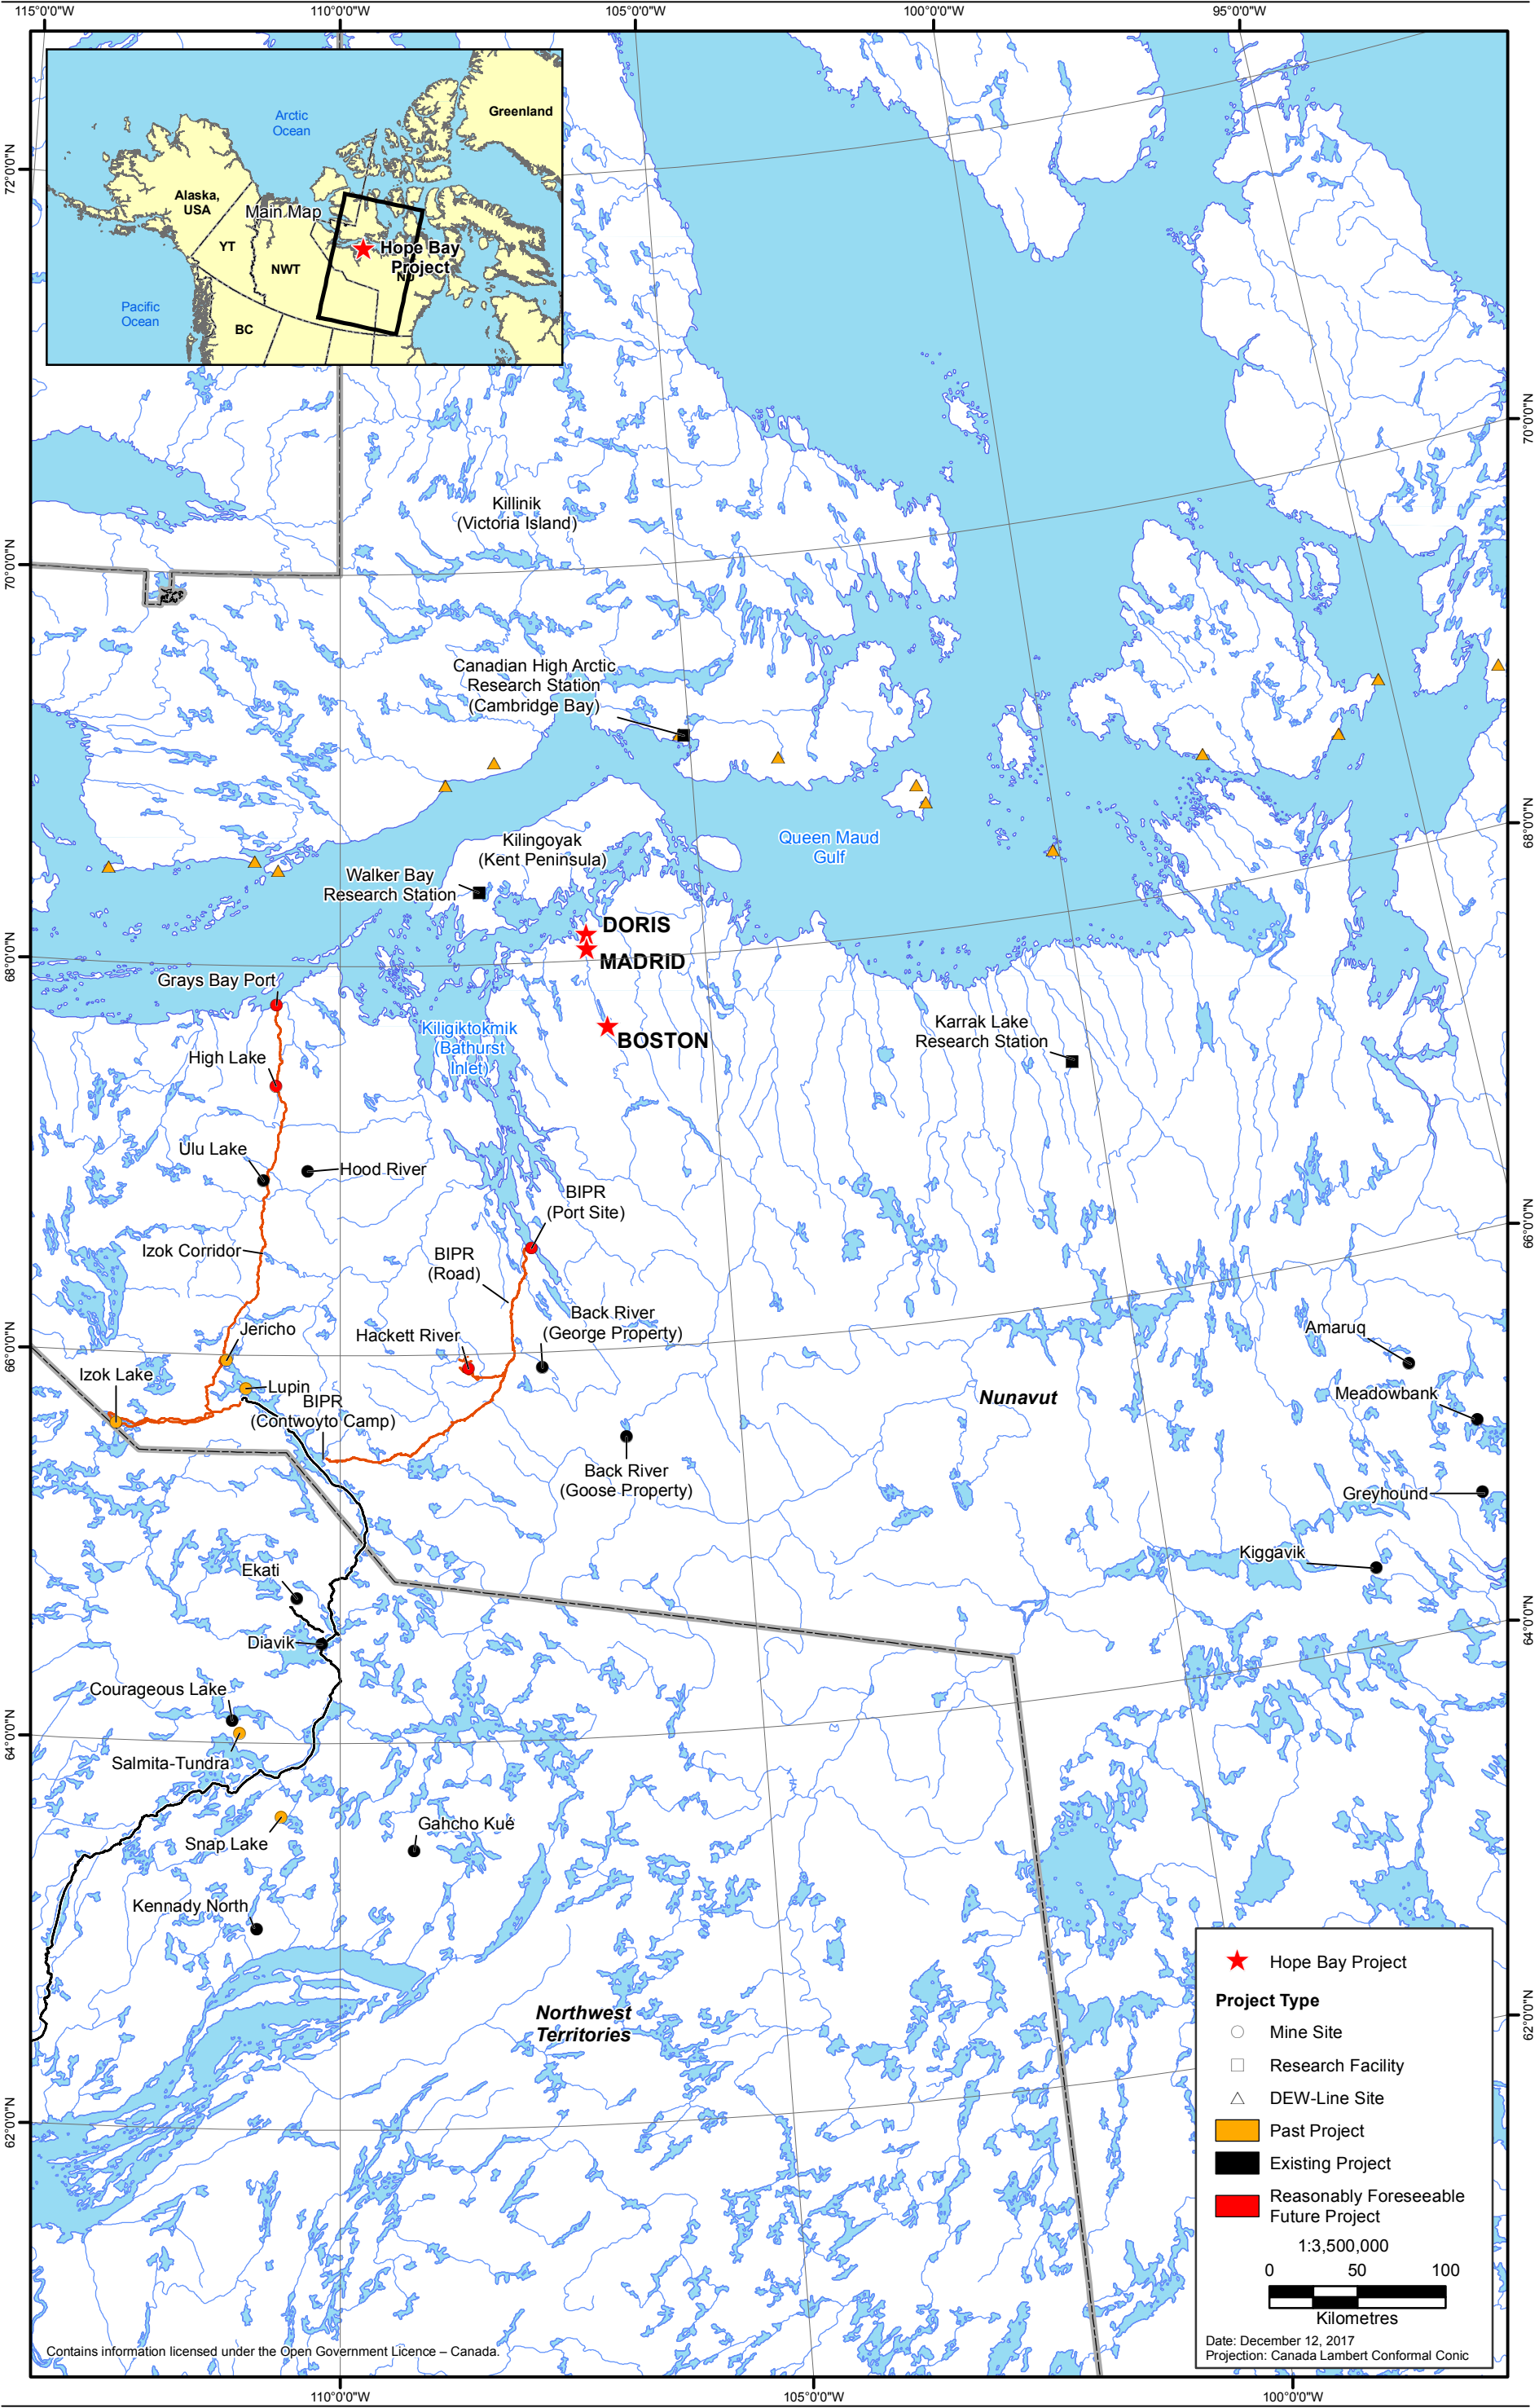 115°0'0"W
110°0'0"W
105°0'0"W
100°0'0"W
95°0'0"W
Arctic
Ocean
Greenland
Alaska,
USA
Main Map
YT
NWT
Hope Bay
Project
Pacific
Ocean
BC
72°0'0"N
70°0'0"N
70°0'0"N
Killinik
(Victoria Island)
Canadian High Arctic
Research Station
(Cambridge Bay)
68°0'0"N
Queen Maud
Gulf
Kilingoyak
(Kent Peninsula)
Walker Bay
Research Station
DORIS
MADRID
68°0'0"N
Grays Bay Port
Kiligiktokmik
(Bathurst
Inlet)
BOSTON
Karrak Lake
Research Station
High Lake
Ulu Lake
Hood River
BIPR
(Port Site)
66°0'0"N
Izok Corridor
BIPR
(Road)
Back River
(George Property)
Jericho
Hackett River
Amaruq
66°0'0"N
Izok Lake
Lupin
BIPR
(Contwoyto Camp)
Nunavut
Meadowbank
Back River
(Goose Property)
Greyhound
Kiggavik
Ekati
64°0'0"N
Diavik
Courageous Lake
64°0'0"N
Salmita-Tundra
Snap Lake
Gahcho Kué
Kennady North
Northwest
Territories
62°0'0"N
62°0'0"N
Hope Bay Project
Project Type
Mine Site
Research Facility
DEW-Line Site
Past Project
Existing Project
Reasonably Foreseeable
Future Project
1:3,500,000
0 50 100
Kilometres
Date: December 12, 2017
Projection: Canada Lambert Conformal Conic
Contains information licensed under the Open Government Licence – Canada.
110°0'0"W
105°0'0"W
100°0'0"W